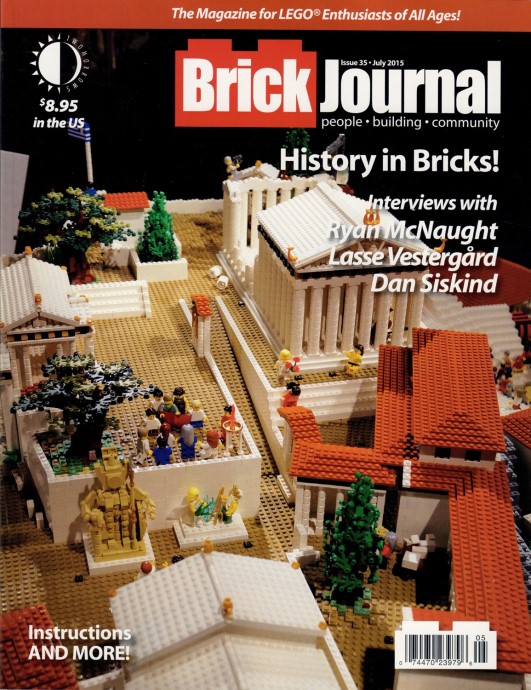 The Magazine for LEGO® Enthusiasts of All Ages!
TWOMORROWS
$8.95
in the US
BrickJournal
Issue 35 • July 2015
people • building • community
History in Bricks!
Interviews with
Ryan McNaught
Lasse Vestergård
Dan Siskind
Instructions
AND MORE!
05
0 74470 23979 6